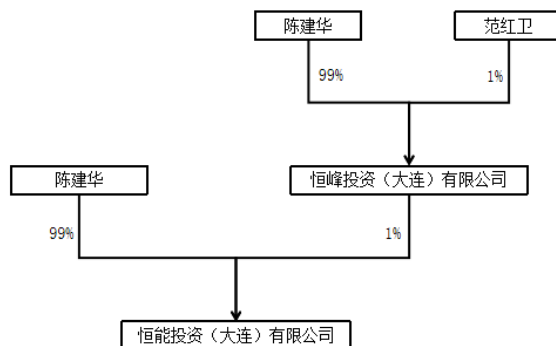 陈建华
范红卫
99%
1%
陈建华
恒峰投资（大连）有限公司
99%
1%
恒能投资（大连）有限公司